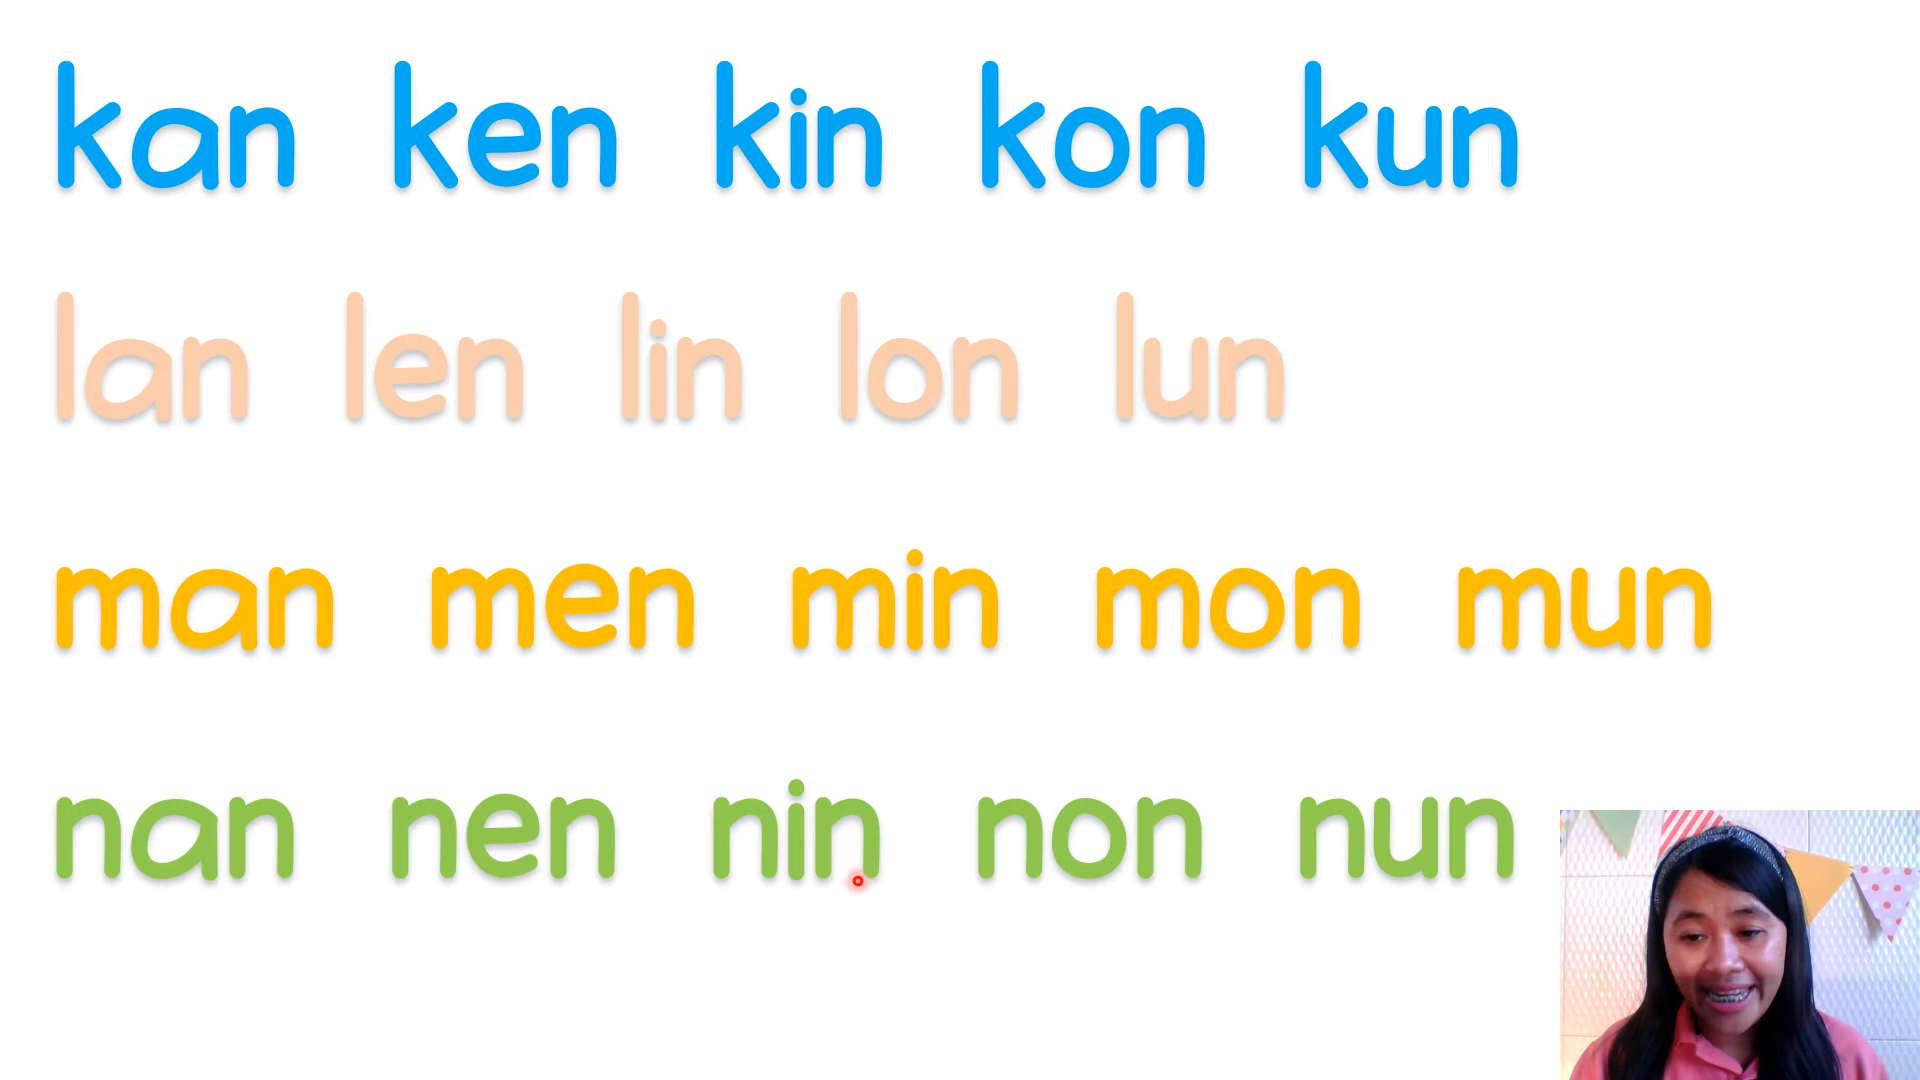 kan ken kin kon kun
lan len lin lon lun
man men min mon mun
nan nen nin non nun